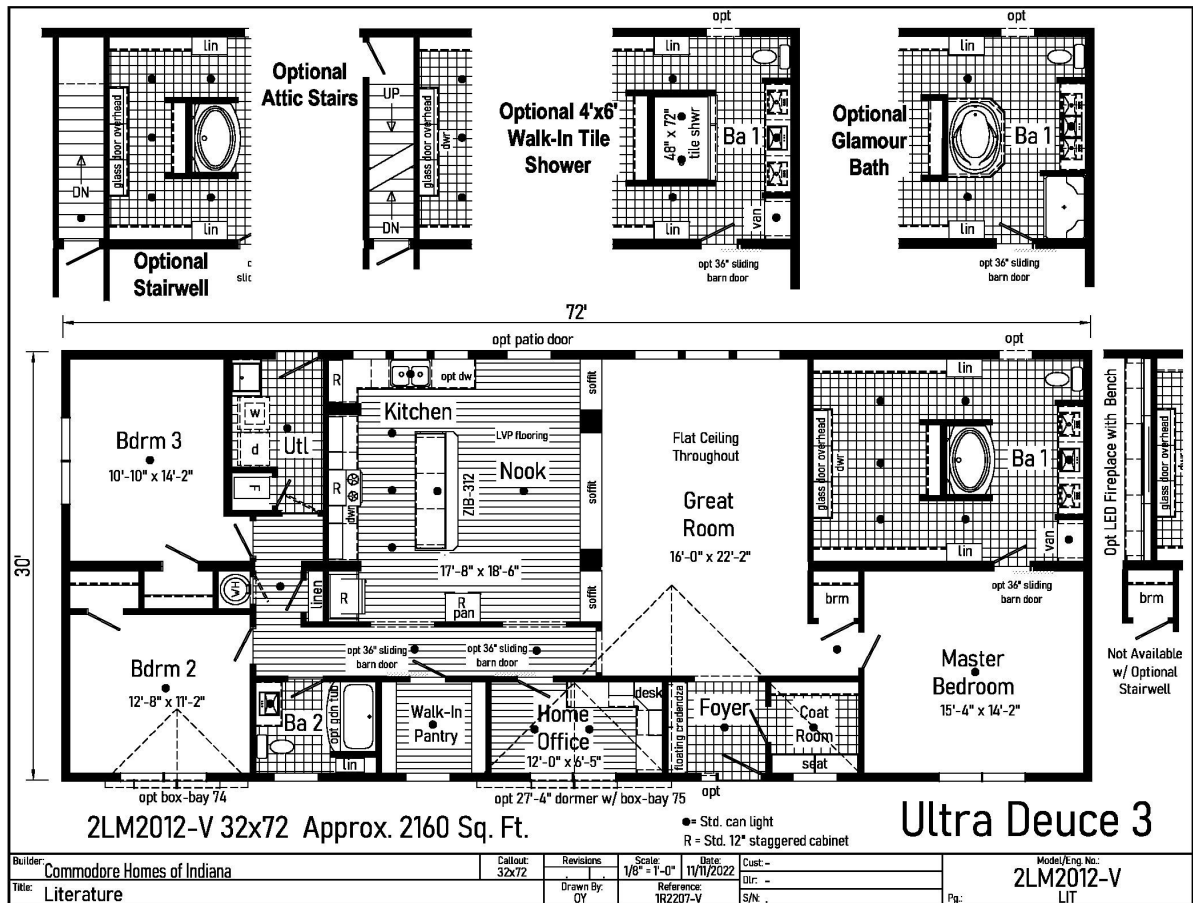 opt
opt
lin
lin
lin
Optional
Attic Stairs
UP
DN
DN
glass door overhead
glass door overhead
dwr
lin
Optional
Stairwell
Optional 4'x6'
Walk-In Tile
Shower
48" x 72"
tile shwr
Ba 1
van
lin
opt 36" sliding
barn door
Optional
Glamour
Bath
Ba 1
lin
opt 36" sliding
barn door
72'
opt patio door
opt
30'
Bdrm 3
10'-10" x 14'-2"
w
d
Utl
F
R
opt dw
soffit
Kitchen
LVP flooring
Nook
ZIB-312
R
dwr
soffit
17'-8" x 18'-6"
R
R
pan
soffit
linen
HW
Flat Ceiling
Throughout
Great
Room
16'-0" x 22'-2"
lin
glass door overhead
dwr
Ba 1
lin
van
opt 36" sliding
barn door
Opt LED Fireplace with Bench
glass door overhead
dwr
brm
brm
Not Available
w/ Optional
Stairwell
Bdrm 2
12'-8" x 11'-2"
opt 36" sliding
barn door
opt 36" sliding
barn door
Ba 2
opt gdn tub
lin
Walk-In
Pantry
Home
Office
12'-0" x 6'-5"
desk
floating credendza
Foyer
Coat
Room
seat
Master
Bedroom
15'-4" x 14'-2"
opt box-bay 74
opt 27'-4" dormer w/ box-bay 75
opt
2LM2012-V 32x72 Approx. 2160 Sq. Ft.
●= Std. can light
R = Std. 12" staggered cabinet
Ultra Deuce 3
Builder: Commodore Homes of Indiana
Callout: 32x72
Revisions
Scale: 1/8" = 1'-0"
Date: 11/11/2022
Cust: -
Dlr: -
S/N: .
Model/Eng. No.: 2LM2012-V
Title: Literature
Drawn By: OY
Reference: 1R2207-V
Pg.: LIT